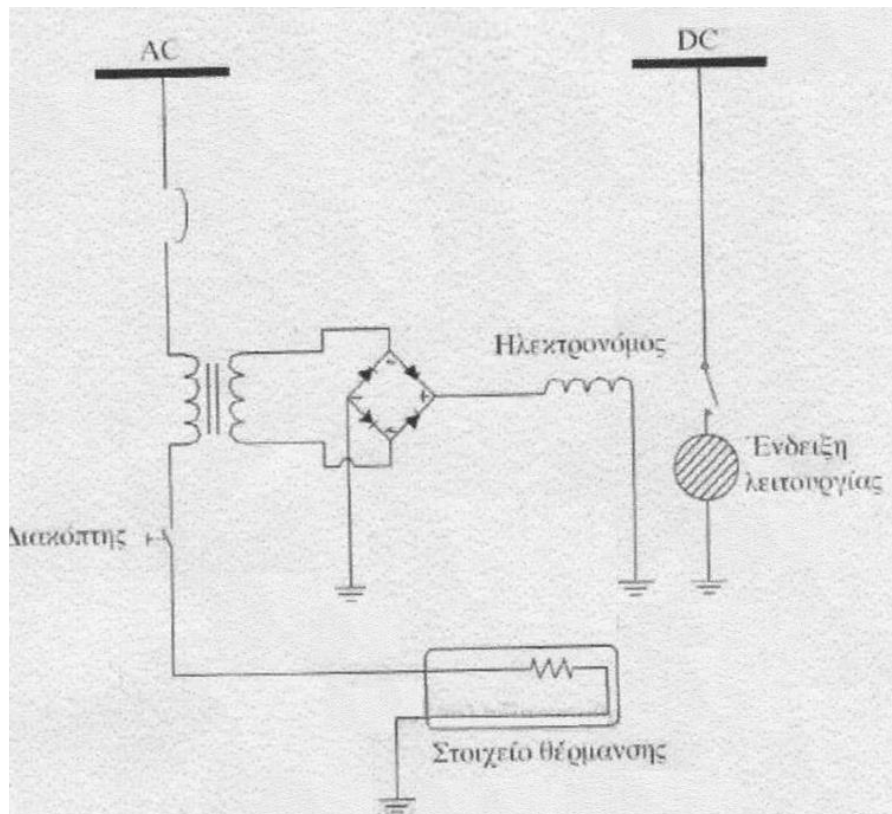 AC
DC
Ηλεκτρονόμος
Ένδειξη
λειτουργίας
Διακόπτης
Στοιχείο θέρμανσης